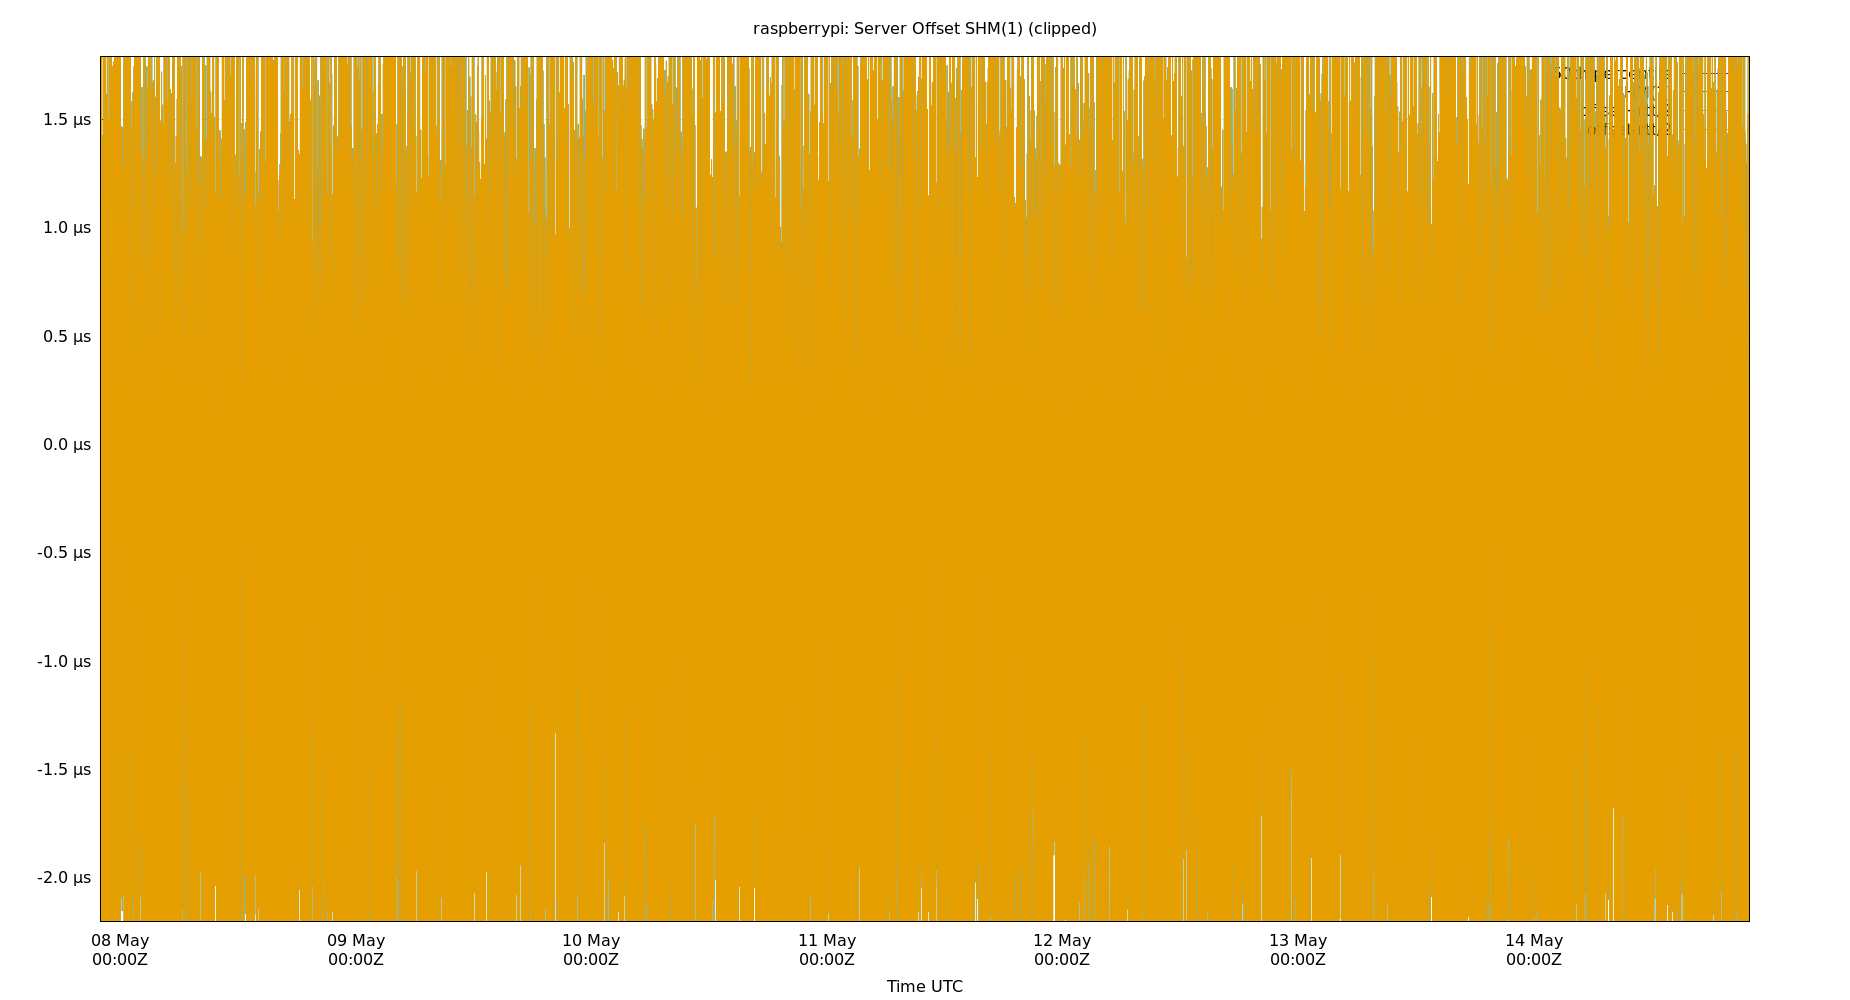 raspberrypi: Server Offset SHM(1) (clipped)
1.5 μs
1.0 μs
0.5 μs
0.0 μs
-0.5 μs
-1.0 μs
-1.5 μs
-2.0 μs
08 May 09 May 10 May 11 May 12 May 13 May 14 May
00:00Z 00:00Z 00:00Z 00:00Z 00:00Z 00:00Z 00:00Z
Time UTC